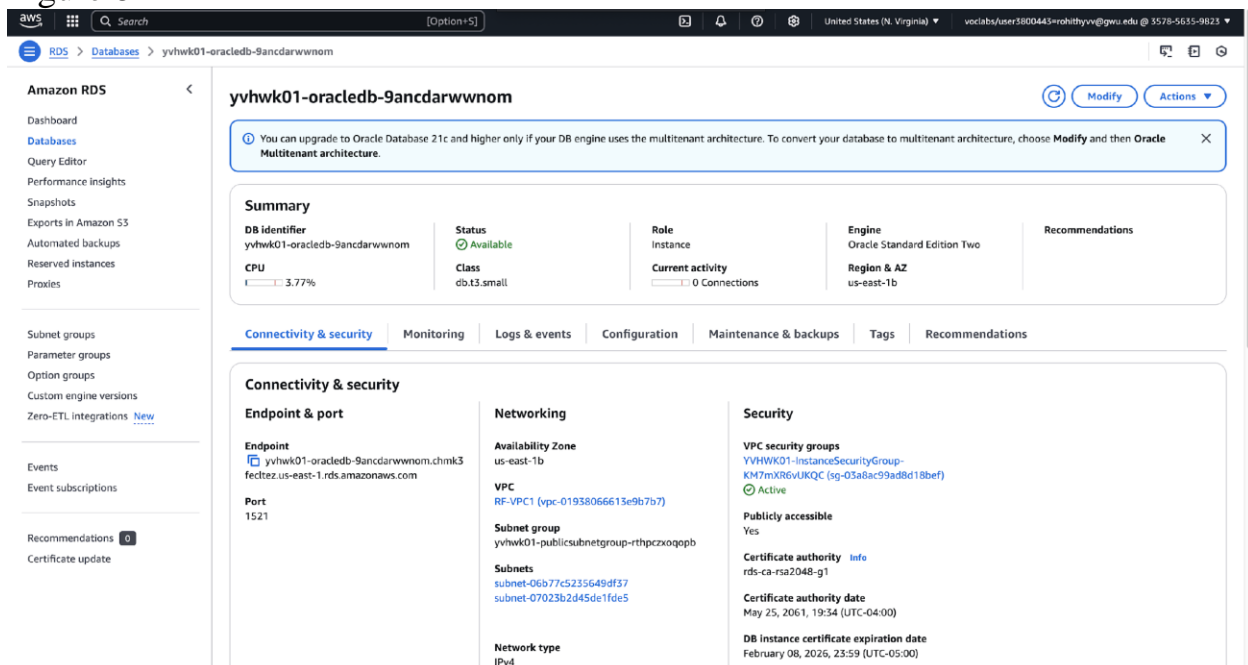 aws
Search
[Option+S]
United States (N. Virginia) ▼
voclabs/user3800443=rohithyvv@gwu.edu @ 3578-5635-9823 ▼
RDS > Databases > yvhwk01-oracledb-9ancdarwwnom
Amazon RDS
Dashboard
Databases
Query Editor
Performance insights
Snapshots
Exports in Amazon S3
Automated backups
Reserved instances
Proxies
Subnet groups
Parameter groups
Option groups
Custom engine versions
Zero-ETL integrations New
Events
Event subscriptions
Recommendations 0
Certificate update
yvhwk01-oracledb-9ancdarwwnom
Modify
Actions ▼
You can upgrade to Oracle Database 21c and higher only if your DB engine uses the multitenant architecture. To convert your database to multitenant architecture, choose Modify and then Oracle
Multitenant architecture.
Summary
DB identifier
yvhwk01-oracledb-9ancdarwwnom
Status
Available
Role
Instance
Engine
Oracle Standard Edition Two
Recommendations
CPU
3.77%
Class
db.t3.small
Current activity
0 Connections
Region & AZ
us-east-1b
Connectivity & security
Monitoring
Logs & events
Configuration
Maintenance & backups
Tags
Recommendations
Connectivity & security
Endpoint & port
Endpoint
yvhwk01-oracledb-9ancdarwwnom.chmk3
fecltez.us-east-1.rds.amazonaws.com
Port
1521
Networking
Availability Zone
us-east-1b
VPC
RF-VPC1 (vpc-01938066613e9b7b7)
Subnet group
yvhwk01-publicsubnetgroup-rthpczxoqopb
Subnets
subnet-06b77c5235649df37
subnet-07023b2d45de1fde5
Network type
IPv4
Security
VPC security groups
YVHWK01-InstanceSecurityGroup-
KM7mXR6vUKQC (sg-03a8ac99ad8d18bef)
Active
Publicly accessible
Yes
Certificate authority Info
rds-ca-rsa2048-g1
Certificate authority date
May 25, 2061, 19:34 (UTC-04:00)
DB instance certificate expiration date
February 08, 2026, 23:59 (UTC-05:00)